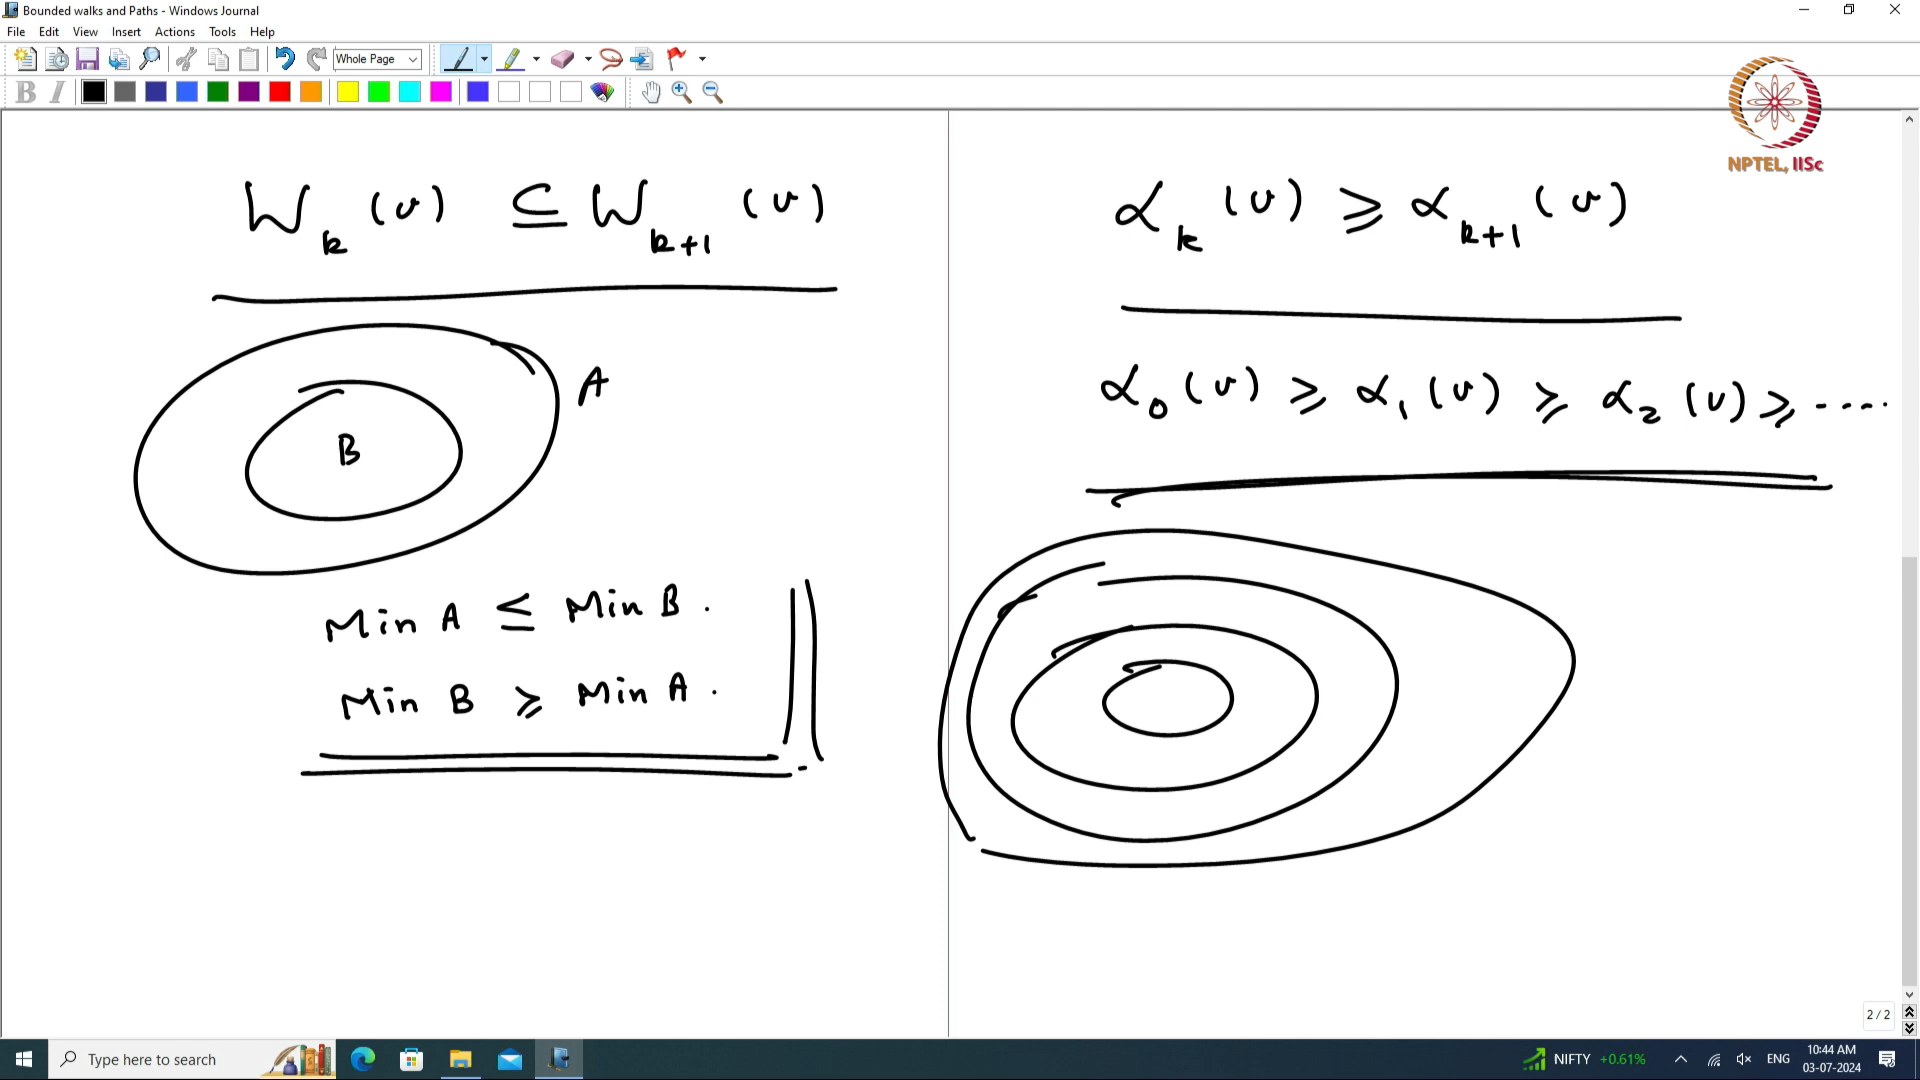 Bounded walks and Paths - Windows Journal
File Edit View Insert Actions Tools Help
Whole Page
B I
NPTEL, IISc
W_k (v) ⊆ W_{k+1} (v)
A
B
Min A ≤ Min B .
Min B ≥ Min A .
α_k (v) ≥ α_{k+1} (v)
α_0 (v) ≥ α_1 (v) ≥ α_2 (v) ≥ .....
2 / 2
Type here to search
NIFTY +0.61%
ENG
10:44 AM
03-07-2024